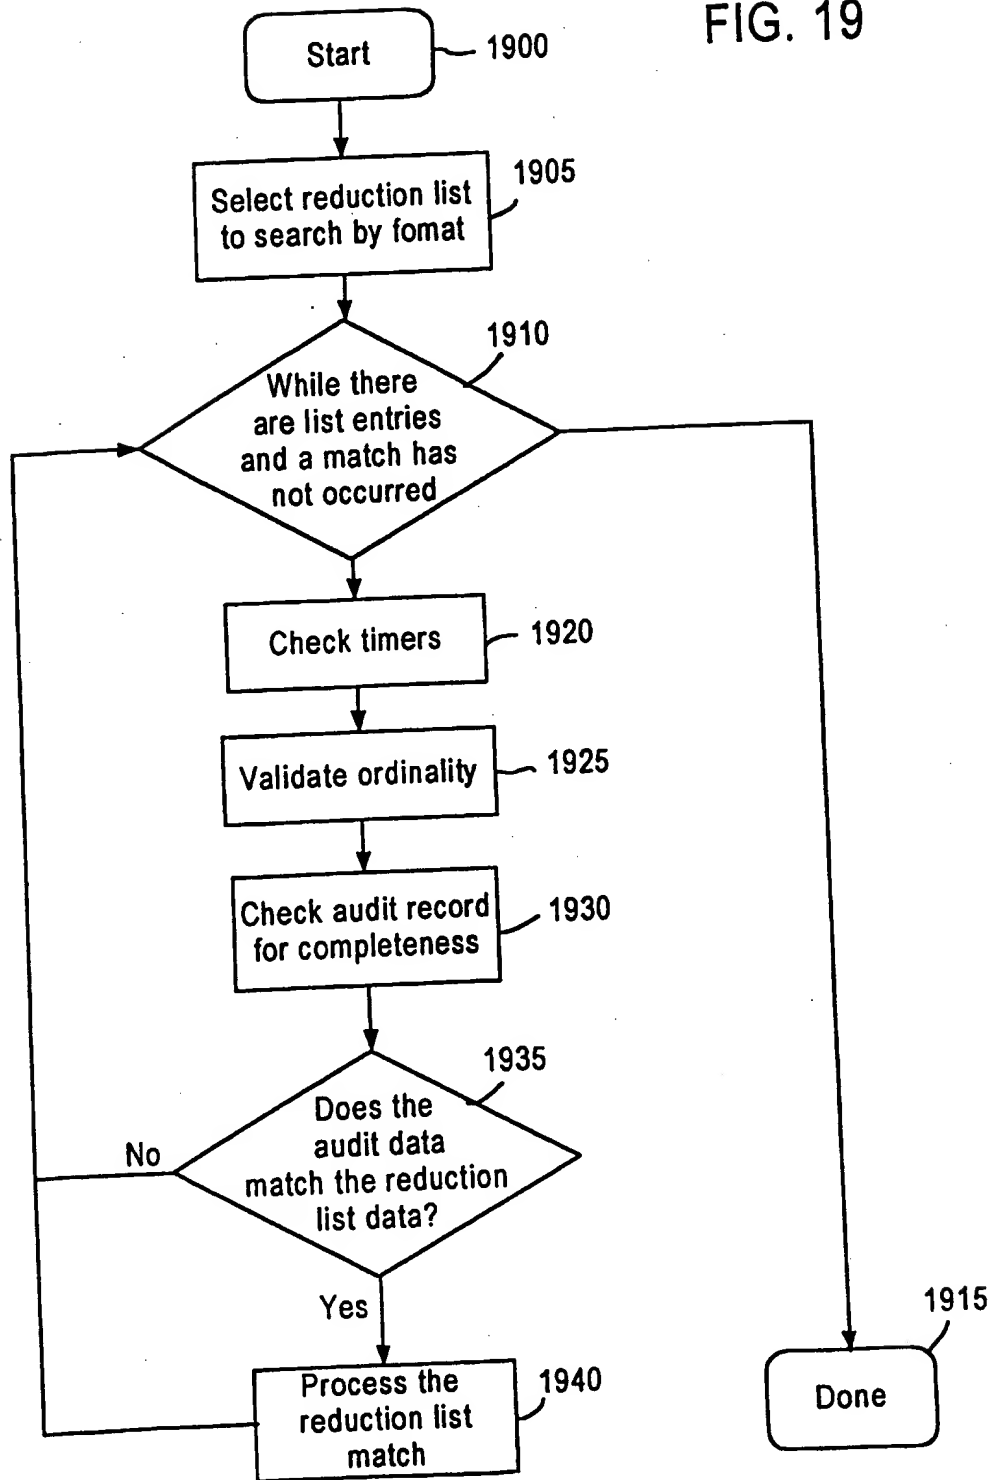 FIG. 19
Start
1900
Select reduction list
to search by fomat
1905
While there
are list entries
and a match has
not occurred
1910
Check timers
1920
Validate ordinality
1925
Check audit record
for completeness
1930
Does the
audit data
match the reduction
list data?
1935
No
Yes
Process the
reduction list
match
1940
Done
1915